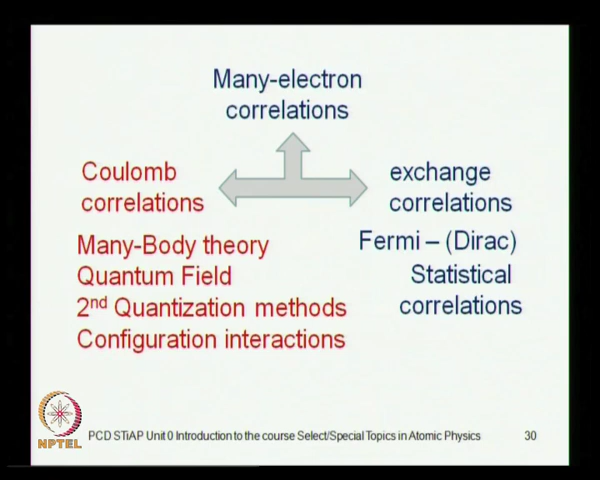 Many-electron
correlations
Coulomb
correlations
exchange
correlations
Many-Body theory
Quantum Field
2nd Quantization methods
Configuration interactions
Fermi – (Dirac)
Statistical
correlations
NPTEL
PCD STiAP Unit 0 Introduction to the course Select/Special Topics in Atomic Physics
30